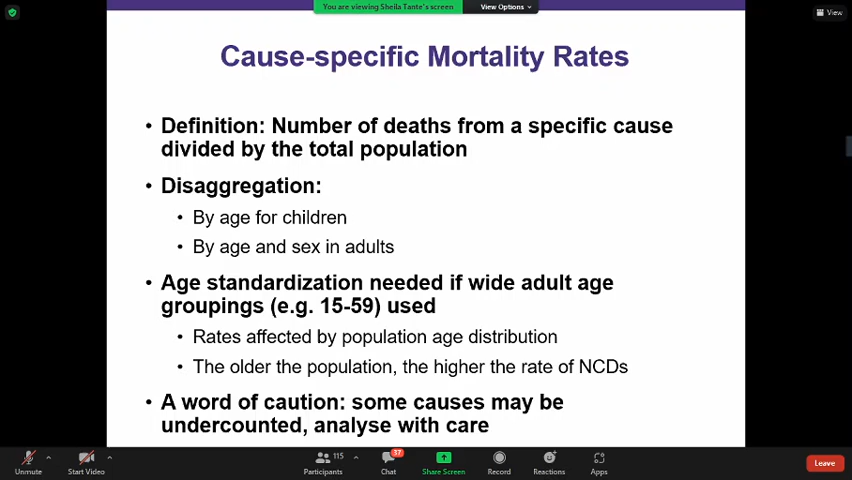 You are viewing Sheila Tante's screen
View Options
View
Cause-specific Mortality Rates
• Definition: Number of deaths from a specific cause
divided by the total population
• Disaggregation:
• By age for children
• By age and sex in adults
• Age standardization needed if wide adult age
groupings (e.g. 15-59) used
• Rates affected by population age distribution
• The older the population, the higher the rate of NCDs
• A word of caution: some causes may be
undercounted, analyse with care
115
37
Unmute
Start Video
Participants
Chat
Share Screen
Record
Reactions
Apps
Leave